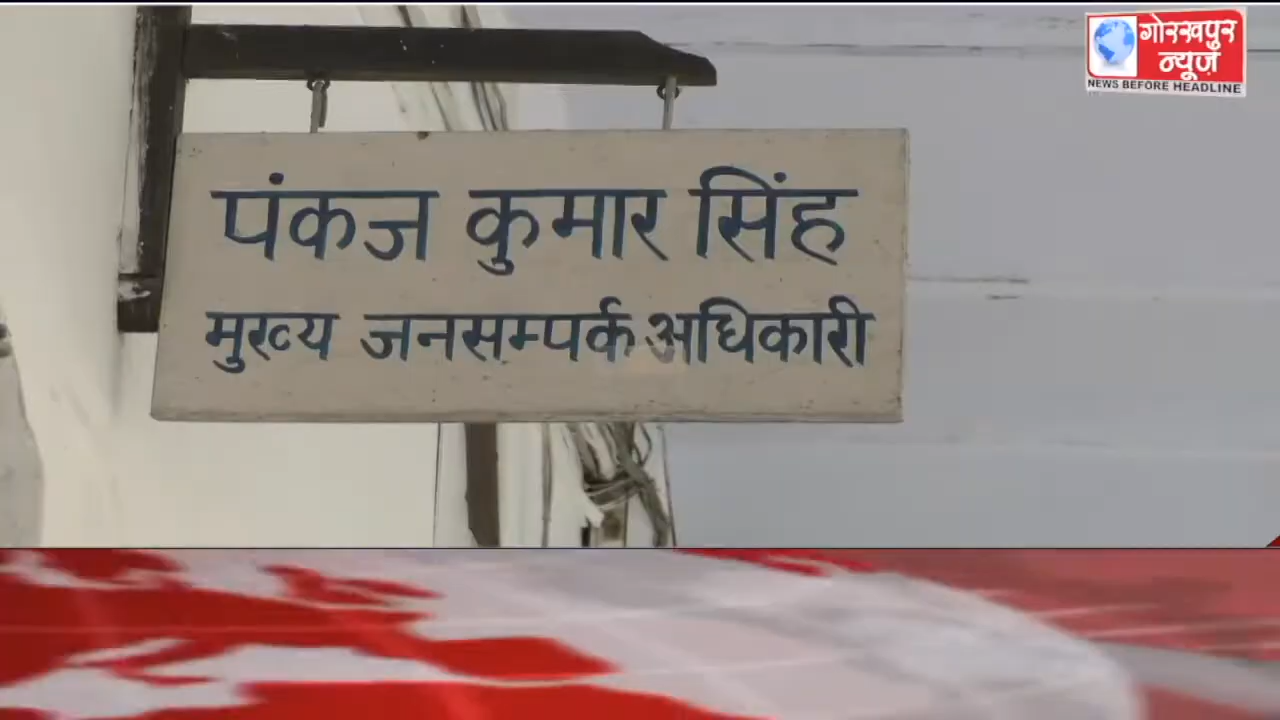 गोरखपुर
न्यूज़
NEWS BEFORE HEADLINE
पंकज कुमार सिंह
मुख्य जनसम्पर्क अधिकारी